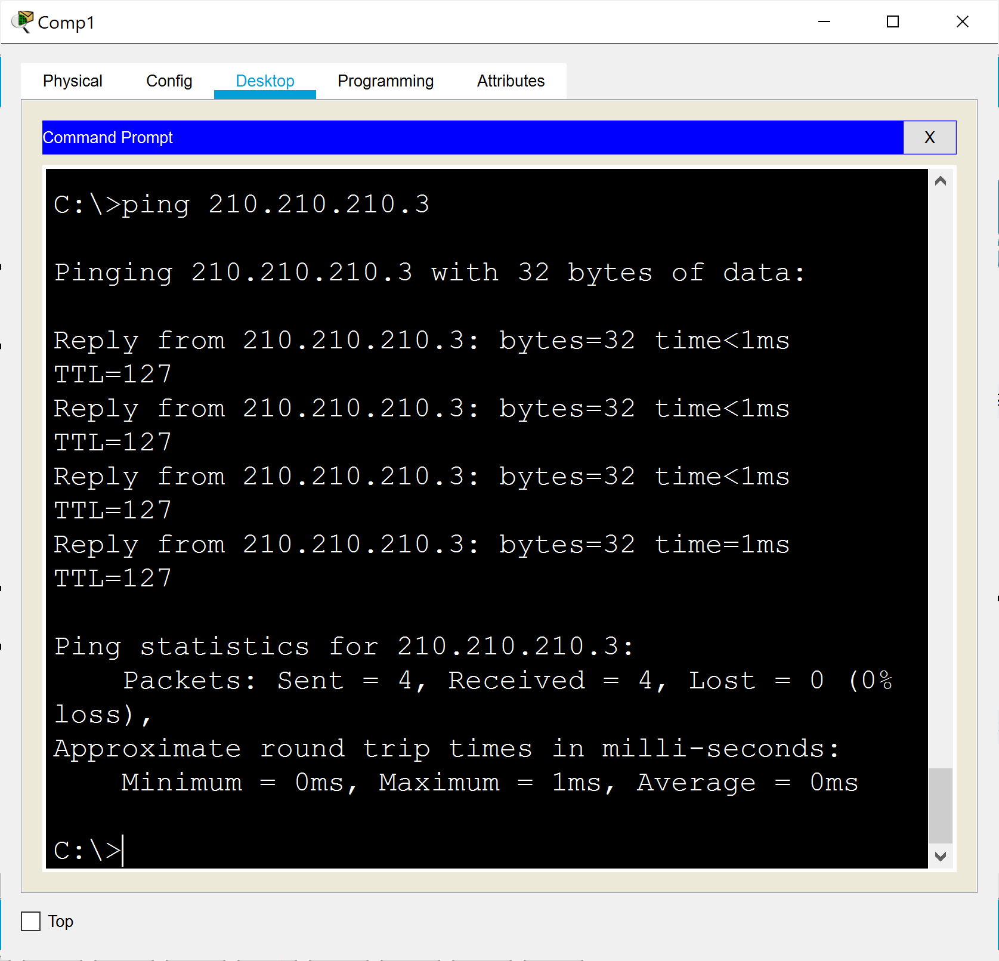 Comp1
Physical Config Desktop Programming Attributes
Command Prompt X
C:\>ping 210.210.210.3
Pinging 210.210.210.3 with 32 bytes of data:
Reply from 210.210.210.3: bytes=32 time<1ms
TTL=127
Reply from 210.210.210.3: bytes=32 time<1ms
TTL=127
Reply from 210.210.210.3: bytes=32 time<1ms
TTL=127
Reply from 210.210.210.3: bytes=32 time=1ms
TTL=127
Ping statistics for 210.210.210.3:
    Packets: Sent = 4, Received = 4, Lost = 0 (0%
loss),
Approximate round trip times in milli-seconds:
    Minimum = 0ms, Maximum = 1ms, Average = 0ms
C:\>
Top